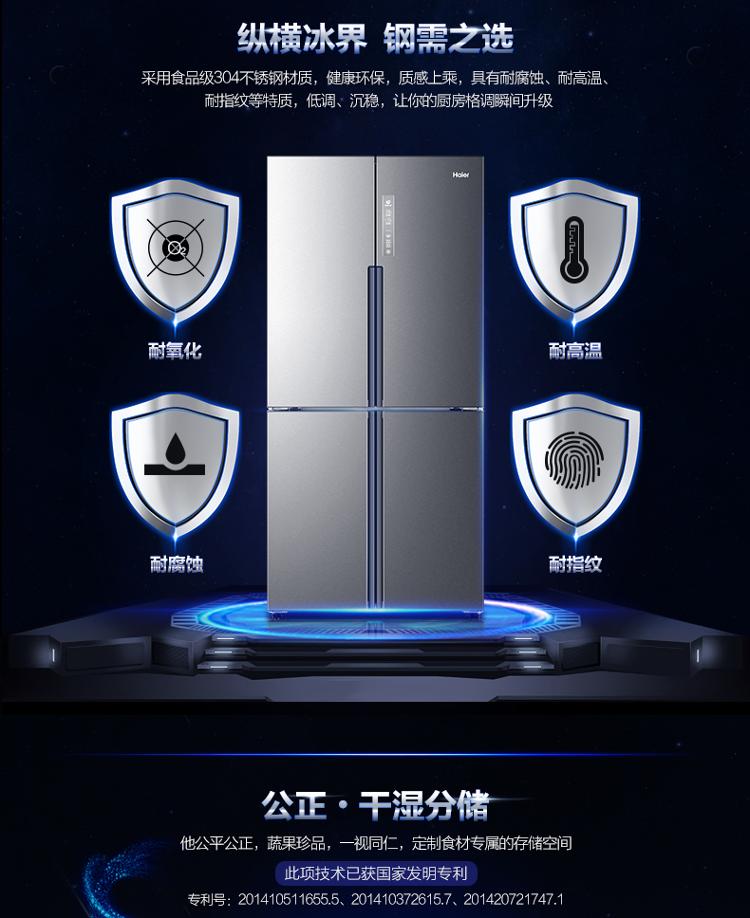 纵横冰界 钢需之选
采用食品级304不锈钢材质，健康环保，质感上乘，具有耐腐蚀、耐高温、
耐指纹等特质，低调、沉稳，让你的厨房格调瞬间升级
Haier
O2
耐氧化
耐高温
耐腐蚀
耐指纹
公正·干湿分储
他公平公正，蔬果珍品，一视同仁，定制食材专属的存储空间
此项技术已获国家发明专利
专利号：201410511655.5、201410372615.7、201420721747.1